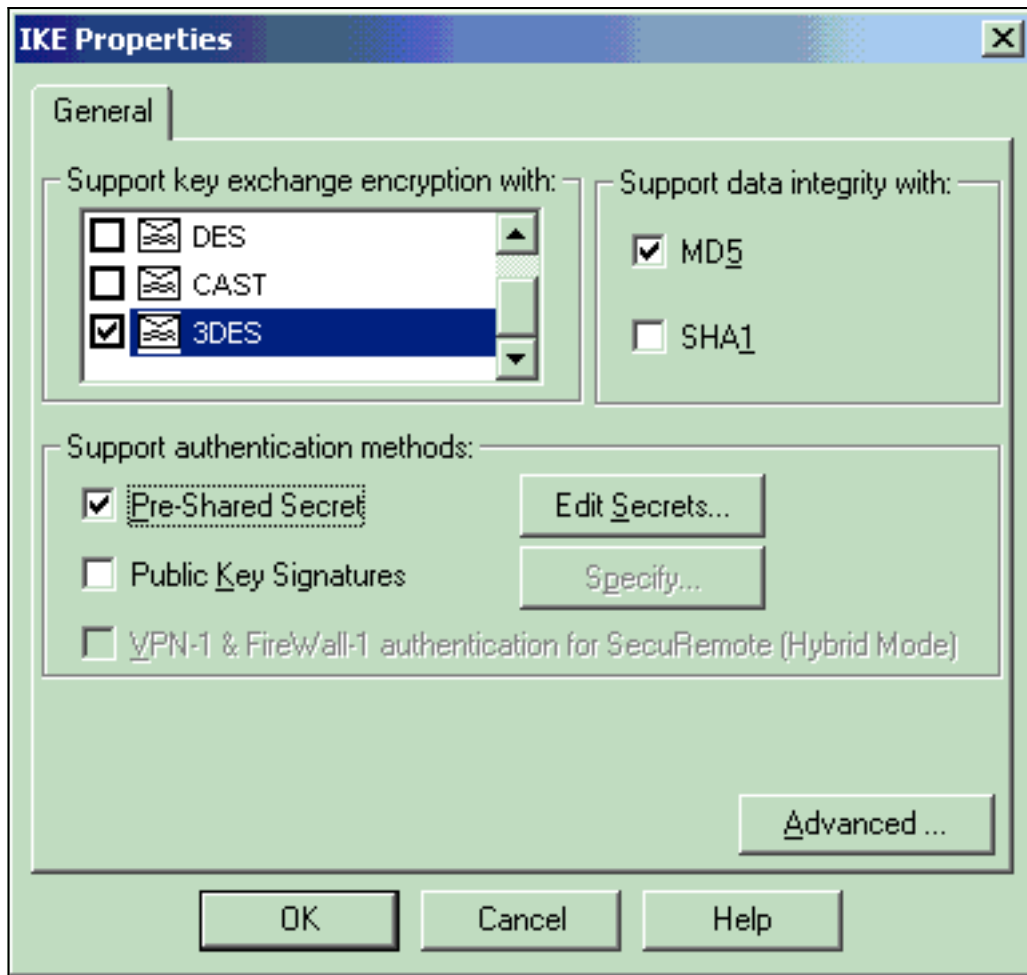 IKE Properties
General
Support key exchange encryption with:
DES
CAST
3DES
Support data integrity with:
MD5
SHA1
Support authentication methods:
Pre-Shared Secret
Edit Secrets...
Public Key Signatures
Specify...
VPN-1 & FireWall-1 authentication for SecuRemote (Hybrid Mode)
Advanced ...
OK
Cancel
Help